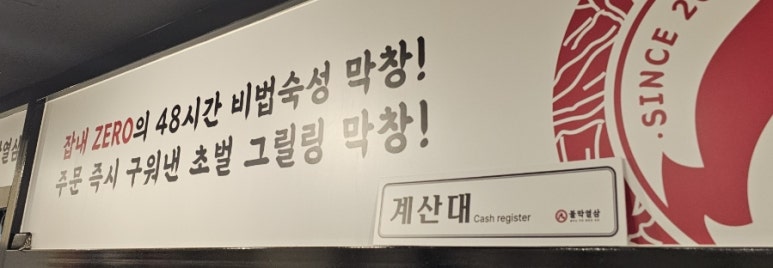 잡내 ZERO의 48시간 비법숙성 막창!
주문 즉시 구워낸 초벌 그릴링 막창!
계산대 Cash register
SINCE
열